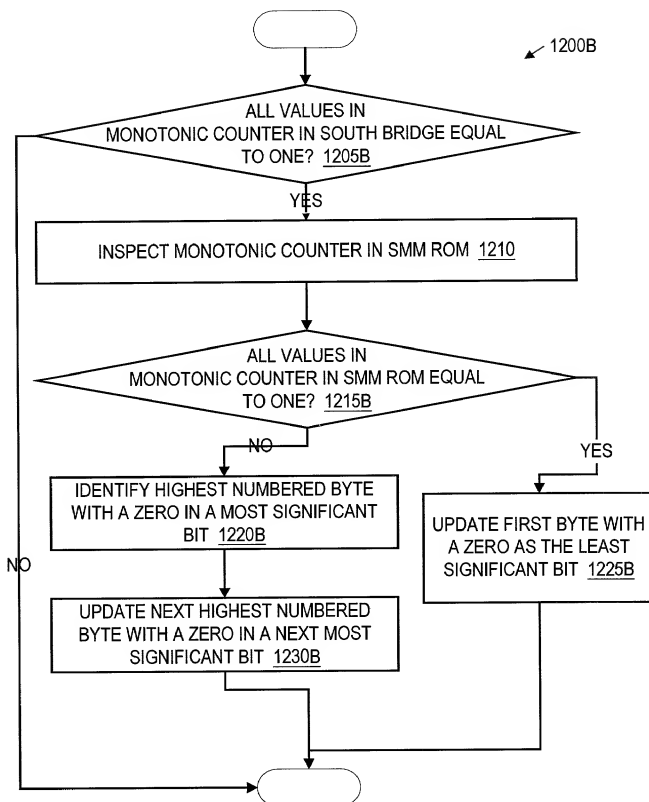 1200B
ALL VALUES IN
MONOTONIC COUNTER IN SOUTH BRIDGE EQUAL
TO ONE? 1205B
YES
INSPECT MONOTONIC COUNTER IN SMM ROM 1210
ALL VALUES IN
MONOTONIC COUNTER IN SMM ROM EQUAL
TO ONE? 1215B
NO
YES
IDENTIFY HIGHEST NUMBERED BYTE
WITH A ZERO IN A MOST SIGNIFICANT
BIT 1220B
UPDATE FIRST BYTE WITH
A ZERO AS THE LEAST
SIGNIFICANT BIT 1225B
NO
UPDATE NEXT HIGHEST NUMBERED
BYTE WITH A ZERO IN A NEXT MOST
SIGNIFICANT BIT 1230B